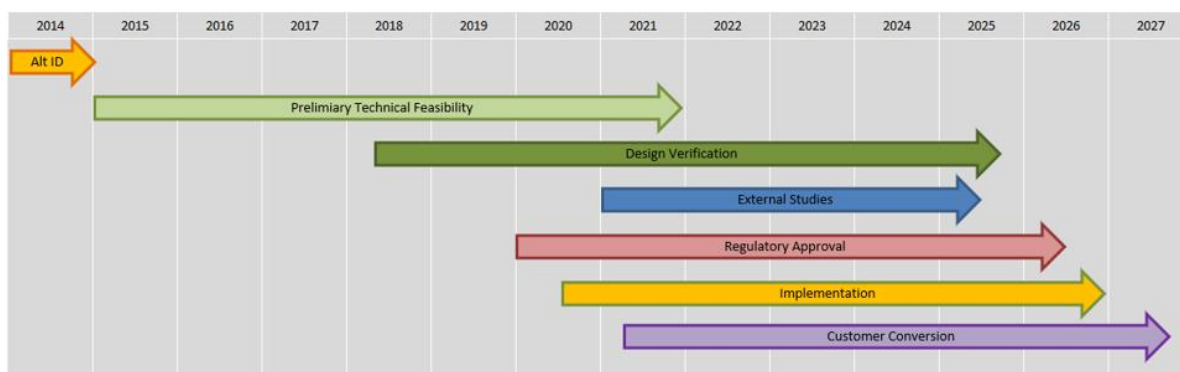 2014 2015 2016 2017 2018 2019 2020 2021 2022 2023 2024 2025 2026 2027
Alt ID
Prelimiary Technical Feasibility
Design Verification
External Studies
Regulatory Approval
Implementation
Customer Conversion